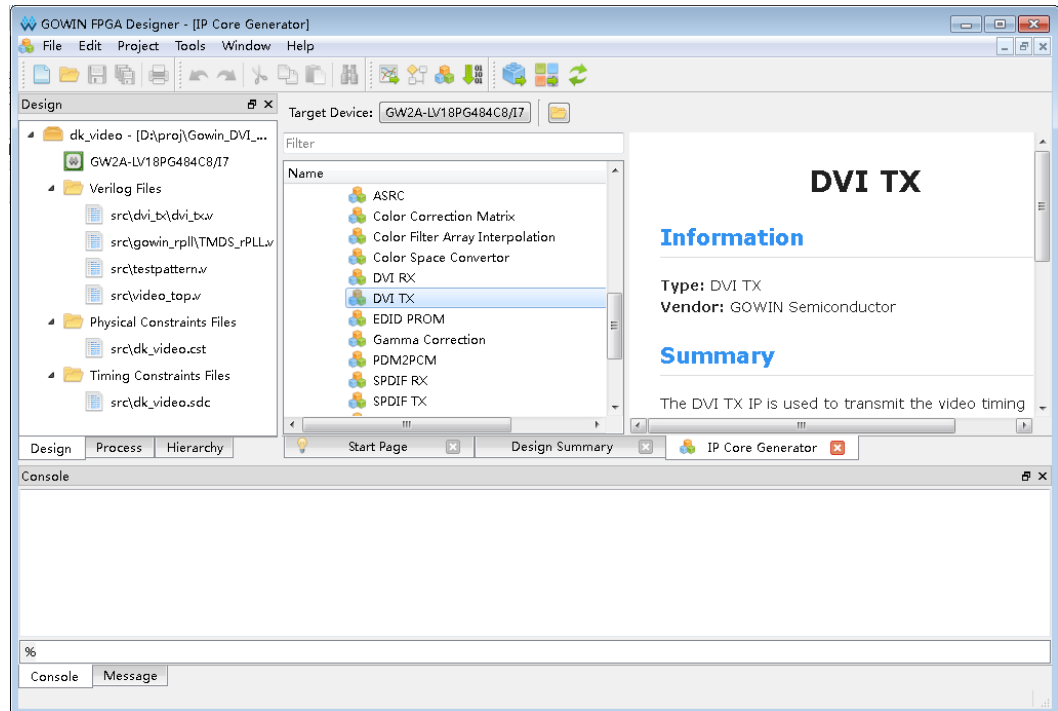 GOWIN FPGA Designer - [IP Core Generator]
File Edit Project Tools Window Help
Design
Target Device: GW2A-LV18PG484C8/I7
dk_video - [D:\proj\Gowin_DVI_...
GW2A-LV18PG484C8/I7
Verilog Files
src\dvi_tx\dvi_tx.v
src\gowin_rpll\TMDS_rPLL.v
src\testpattern.v
src\video_top.v
Physical Constraints Files
src\dk_video.cst
Timing Constraints Files
src\dk_video.sdc
Design Process Hierarchy
Filter
Name
ASRC
Color Correction Matrix
Color Filter Array Interpolation
Color Space Convertor
DVI RX
DVI TX
EDID PROM
Gamma Correction
PDM2PCM
SPDIF RX
SPDIF TX
DVI TX
Information
Type: DVI TX
Vendor: GOWIN Semiconductor
Summary
The DVI TX IP is used to transmit the video timing
Start Page Design Summary IP Core Generator
Console
%
Console Message